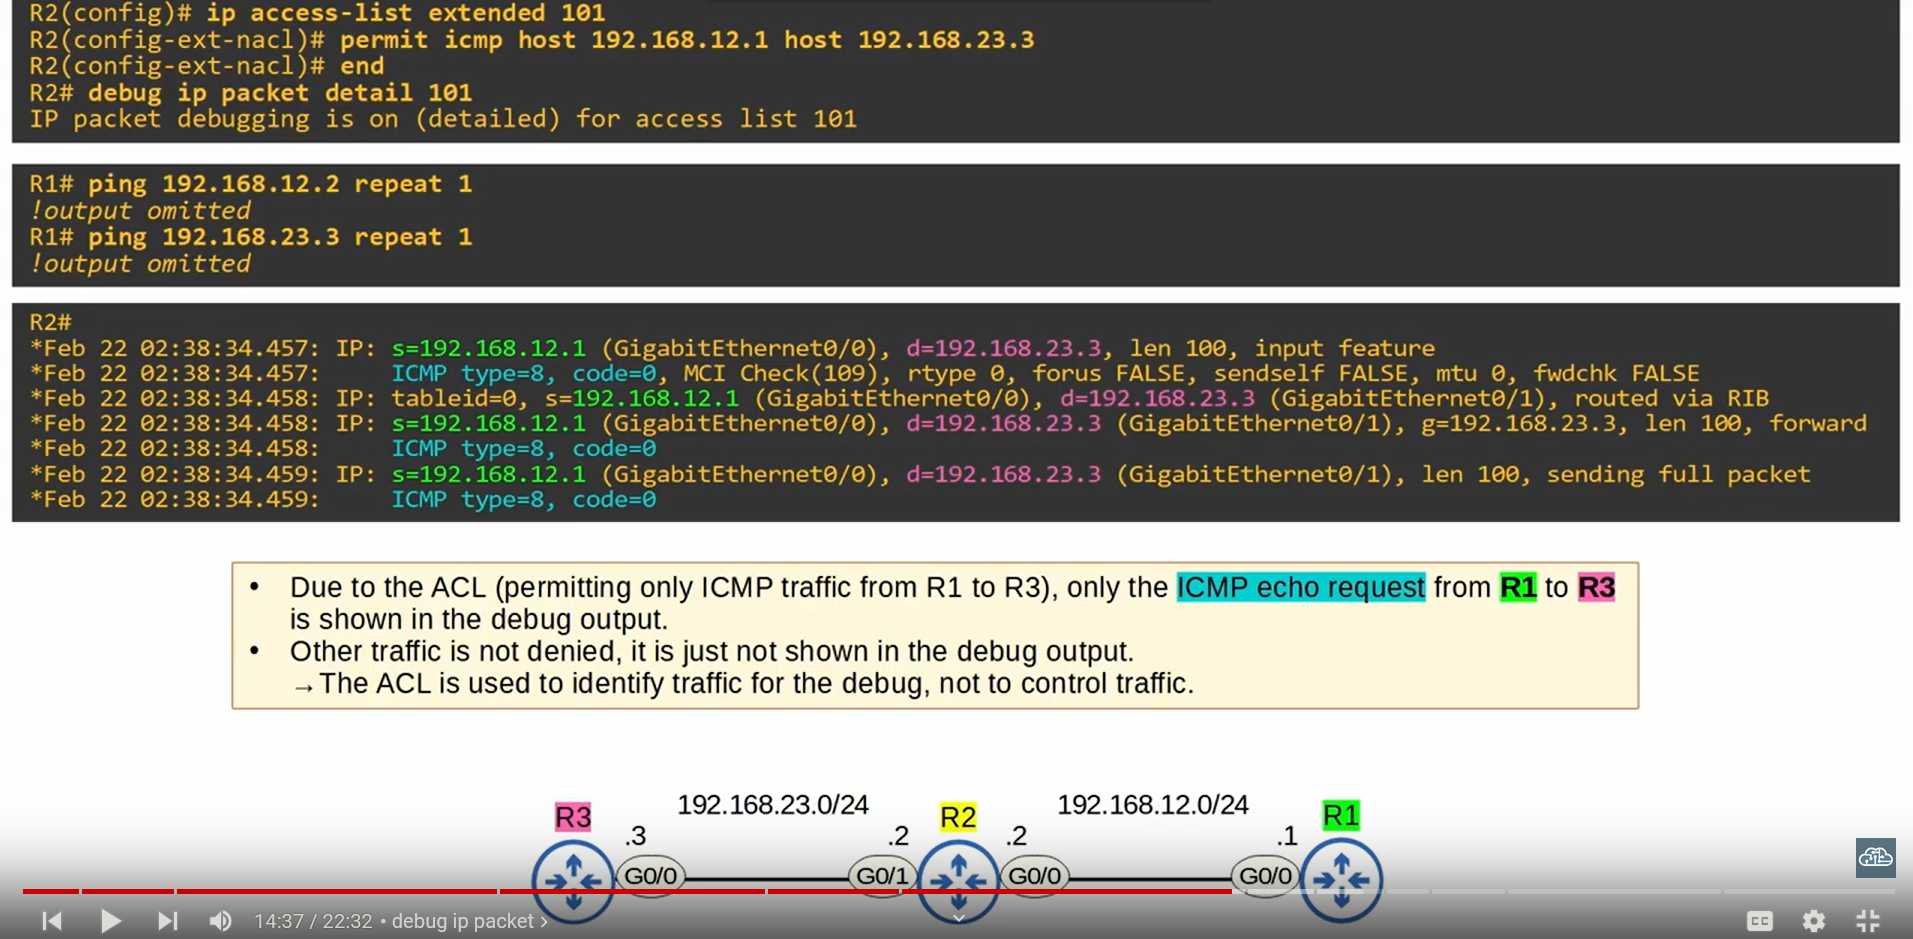 R2(config)# ip access-list extended 101
R2(config-ext-nacl)# permit icmp host 192.168.12.1 host 192.168.23.3
R2(config-ext-nacl)# end
R2# debug ip packet detail 101
IP packet debugging is on (detailed) for access list 101
R1# ping 192.168.12.2 repeat 1
!output omitted
R1# ping 192.168.23.3 repeat 1
!output omitted
R2#
*Feb 22 02:38:34.457: IP: s=192.168.12.1 (GigabitEthernet0/0), d=192.168.23.3, len 100, input feature
*Feb 22 02:38:34.457: ICMP type=8, code=0, MCI Check(109), rtype 0, forus FALSE, sendself FALSE, mtu 0, fwdchk FALSE
*Feb 22 02:38:34.458: IP: tableid=0, s=192.168.12.1 (GigabitEthernet0/0), d=192.168.23.3 (GigabitEthernet0/1), routed via RIB
*Feb 22 02:38:34.458: IP: s=192.168.12.1 (GigabitEthernet0/0), d=192.168.23.3 (GigabitEthernet0/1), g=192.168.23.3, len 100, forward
*Feb 22 02:38:34.458: ICMP type=8, code=0
*Feb 22 02:38:34.459: IP: s=192.168.12.1 (GigabitEthernet0/0), d=192.168.23.3 (GigabitEthernet0/1), len 100, sending full packet
*Feb 22 02:38:34.459: ICMP type=8, code=0
• Due to the ACL (permitting only ICMP traffic from R1 to R3), only the ICMP echo request from R1 to R3
is shown in the debug output.
• Other traffic is not denied, it is just not shown in the debug output.
→The ACL is used to identify traffic for the debug, not to control traffic.
R3 192.168.23.0/24 R2 192.168.12.0/24 R1
.3 .2 .2 .1
G0/0 G0/1 G0/0 G0/0
14:37 / 22:32 • debug ip packet ›
CC